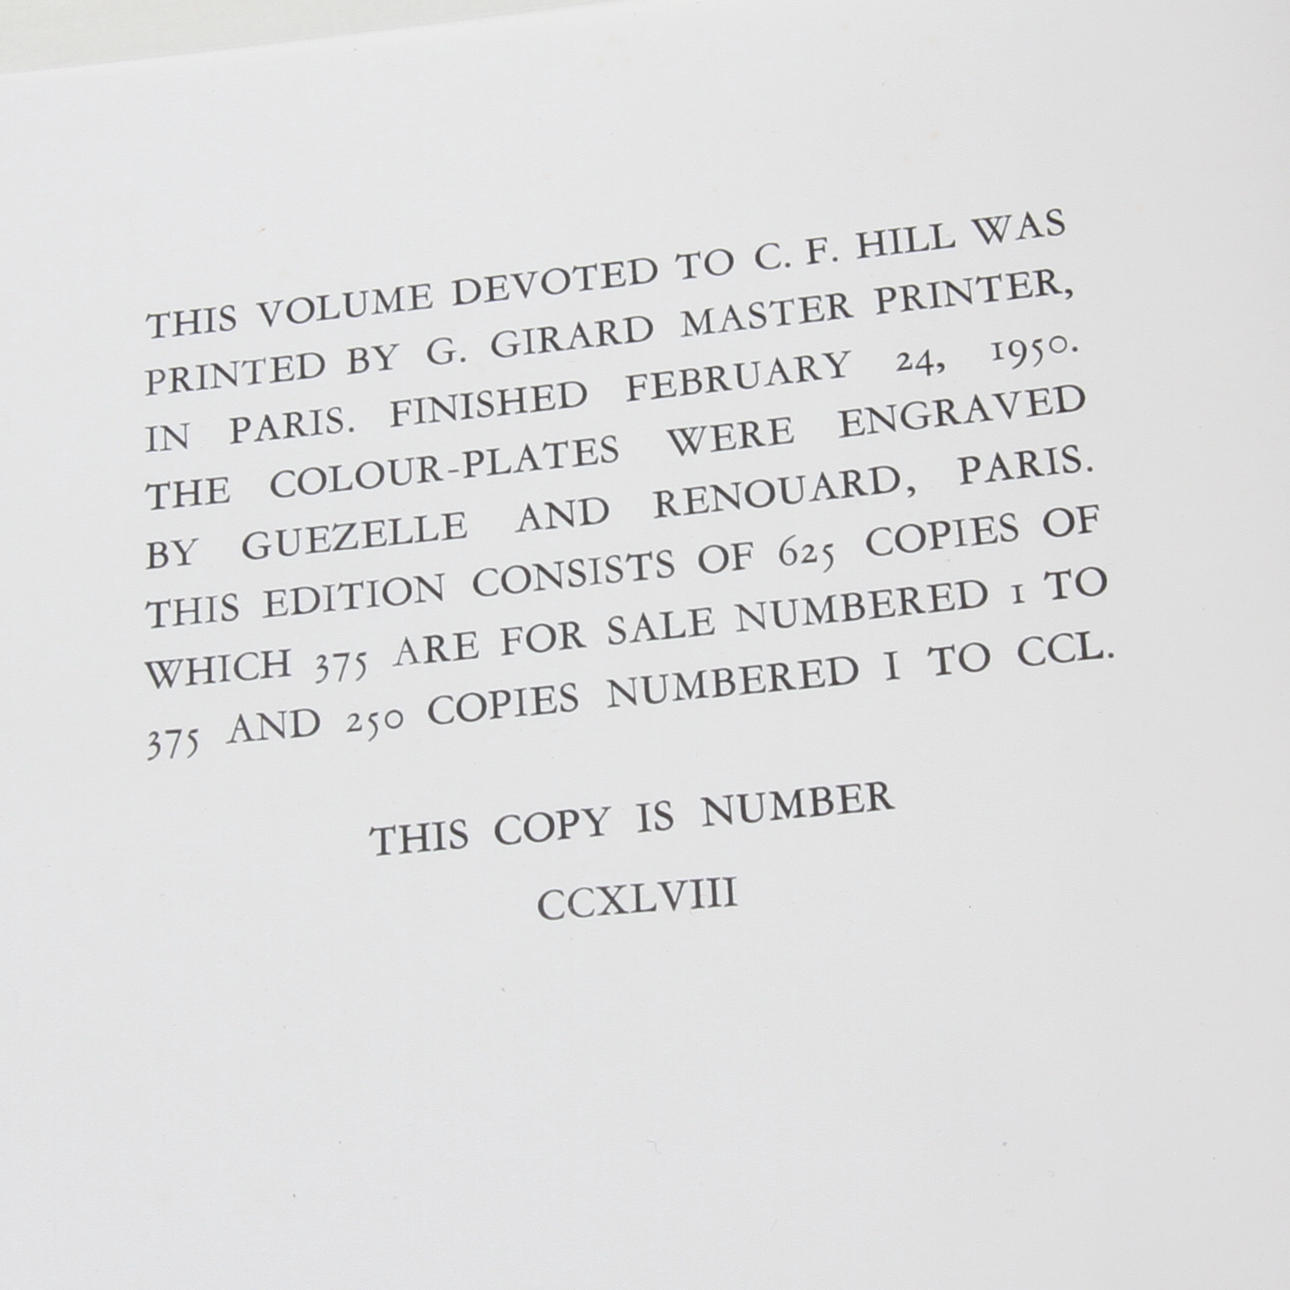 THIS VOLUME DEVOTED TO C. F. HILL WAS
PRINTED BY G. GIRARD MASTER PRINTER,
IN PARIS. FINISHED FEBRUARY 24, 1950.
THE COLOUR-PLATES WERE ENGRAVED
BY GUEZELLE AND RENOUARD, PARIS.
THIS EDITION CONSISTS OF 625 COPIES OF
WHICH 375 ARE FOR SALE NUMBERED 1 TO
375 AND 250 COPIES NUMBERED I TO CCL.
THIS COPY IS NUMBER
CCXLVIII